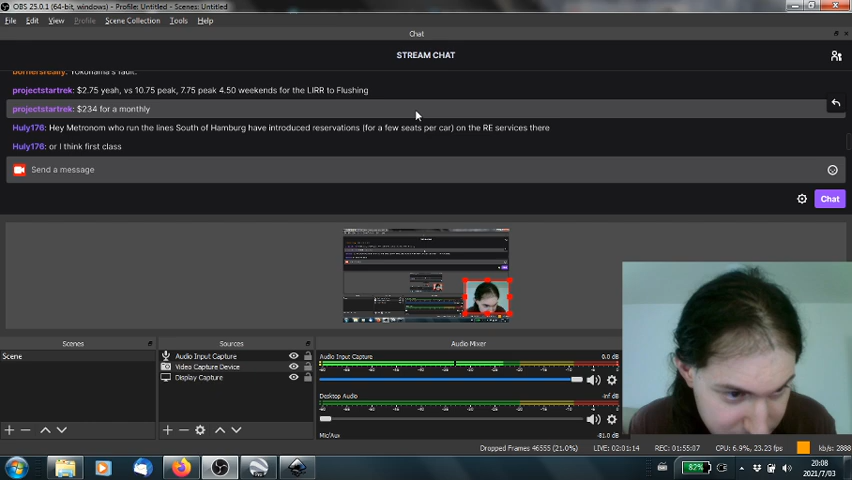 OBS 25.0.1 (64-bit, windows) - Profile: Untitled - Scenes: Untitled
File Edit View Profile Scene Collection Tools Help
Chat
STREAM CHAT
projectstartrek: $2.75 yeah, vs 10.75 peak, 7.75 peak 4.50 weekends for the LIRR to Flushing
projectstartrek: $234 for a monthly
Huly176: Hey Metronom who run the lines South of Hamburg have introduced reservations (for a few seats per car) on the RE services there
Huly176: or I think first class
Send a message
Chat
Scenes Sources Audio Mixer
Scene
Audio Input Capture
Video Capture Device
Display Capture
Audio Input Capture 0.0 dB
Desktop Audio -inf dB
Mic/Aux -81.0 dB
Dropped Frames 46555 (21.0%) LIVE: 02:01:14 REC: 01:55:07 CPU: 6.9%, 23.23 fps kb/s: 2888
82% 20:08
2021/7/03